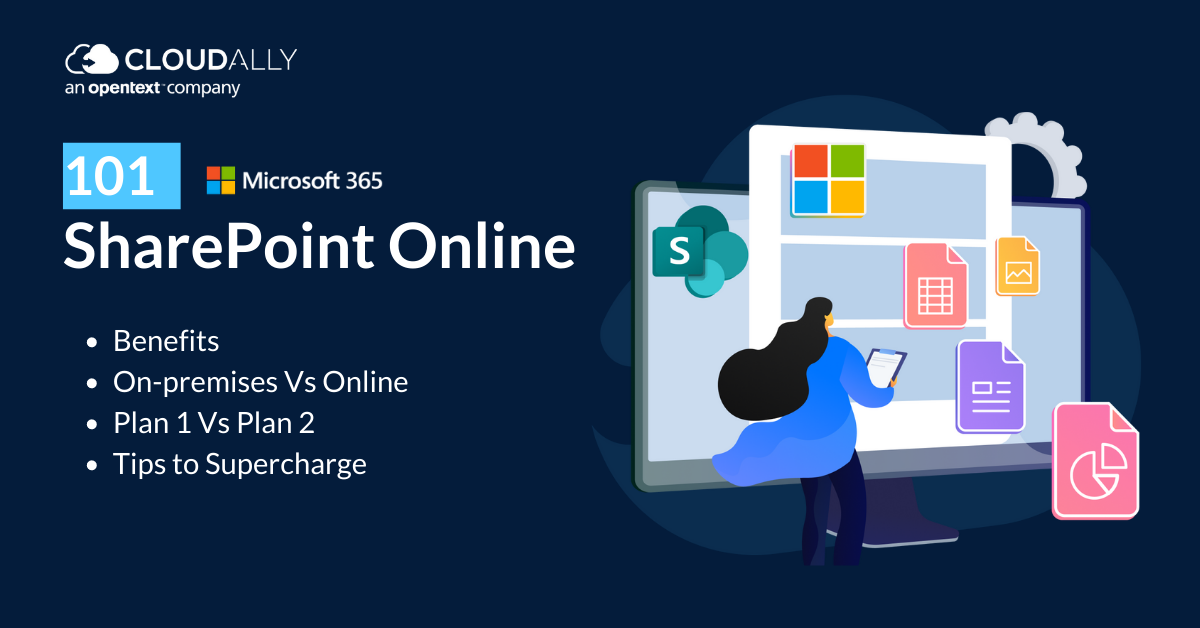 CLOUDALLY
an opentext™ company
101
Microsoft 365
SharePoint Online
• Benefits
• On-premises Vs Online
• Plan 1 Vs Plan 2
• Tips to Supercharge
S